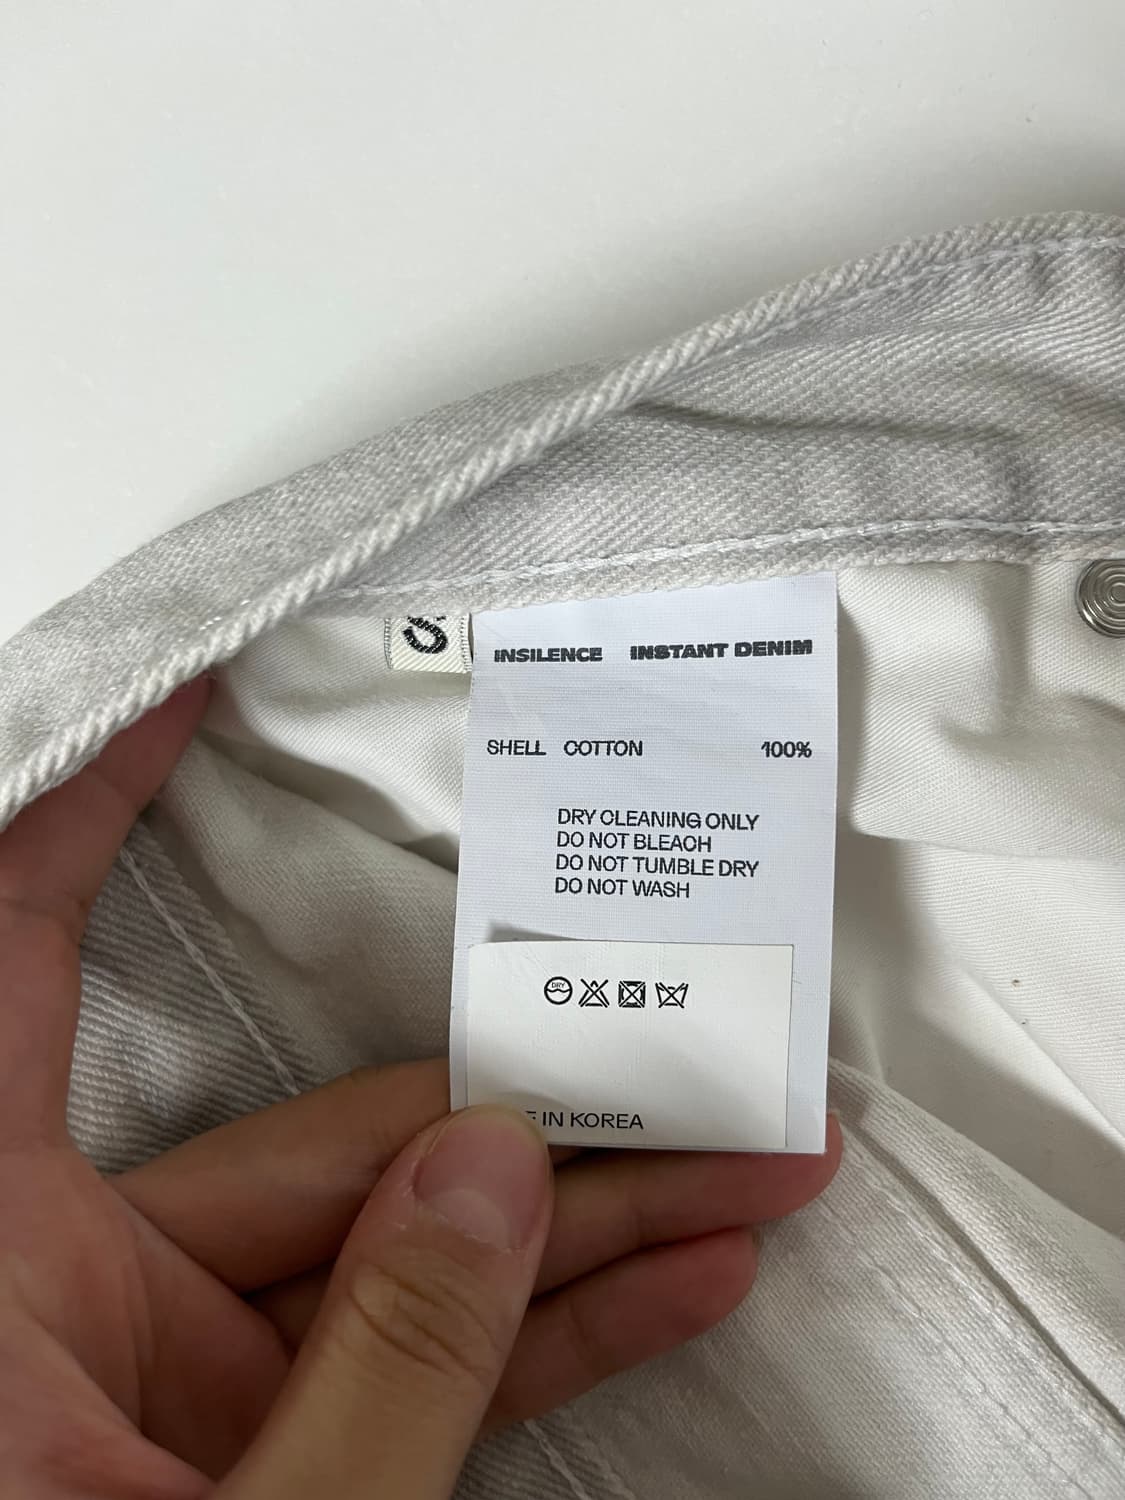 INSILENCE INSTANT DENIM
SHELL COTTON 100%
DRY CLEANING ONLY
DO NOT BLEACH
DO NOT TUMBLE DRY
DO NOT WASH
DRY
IN KOREA